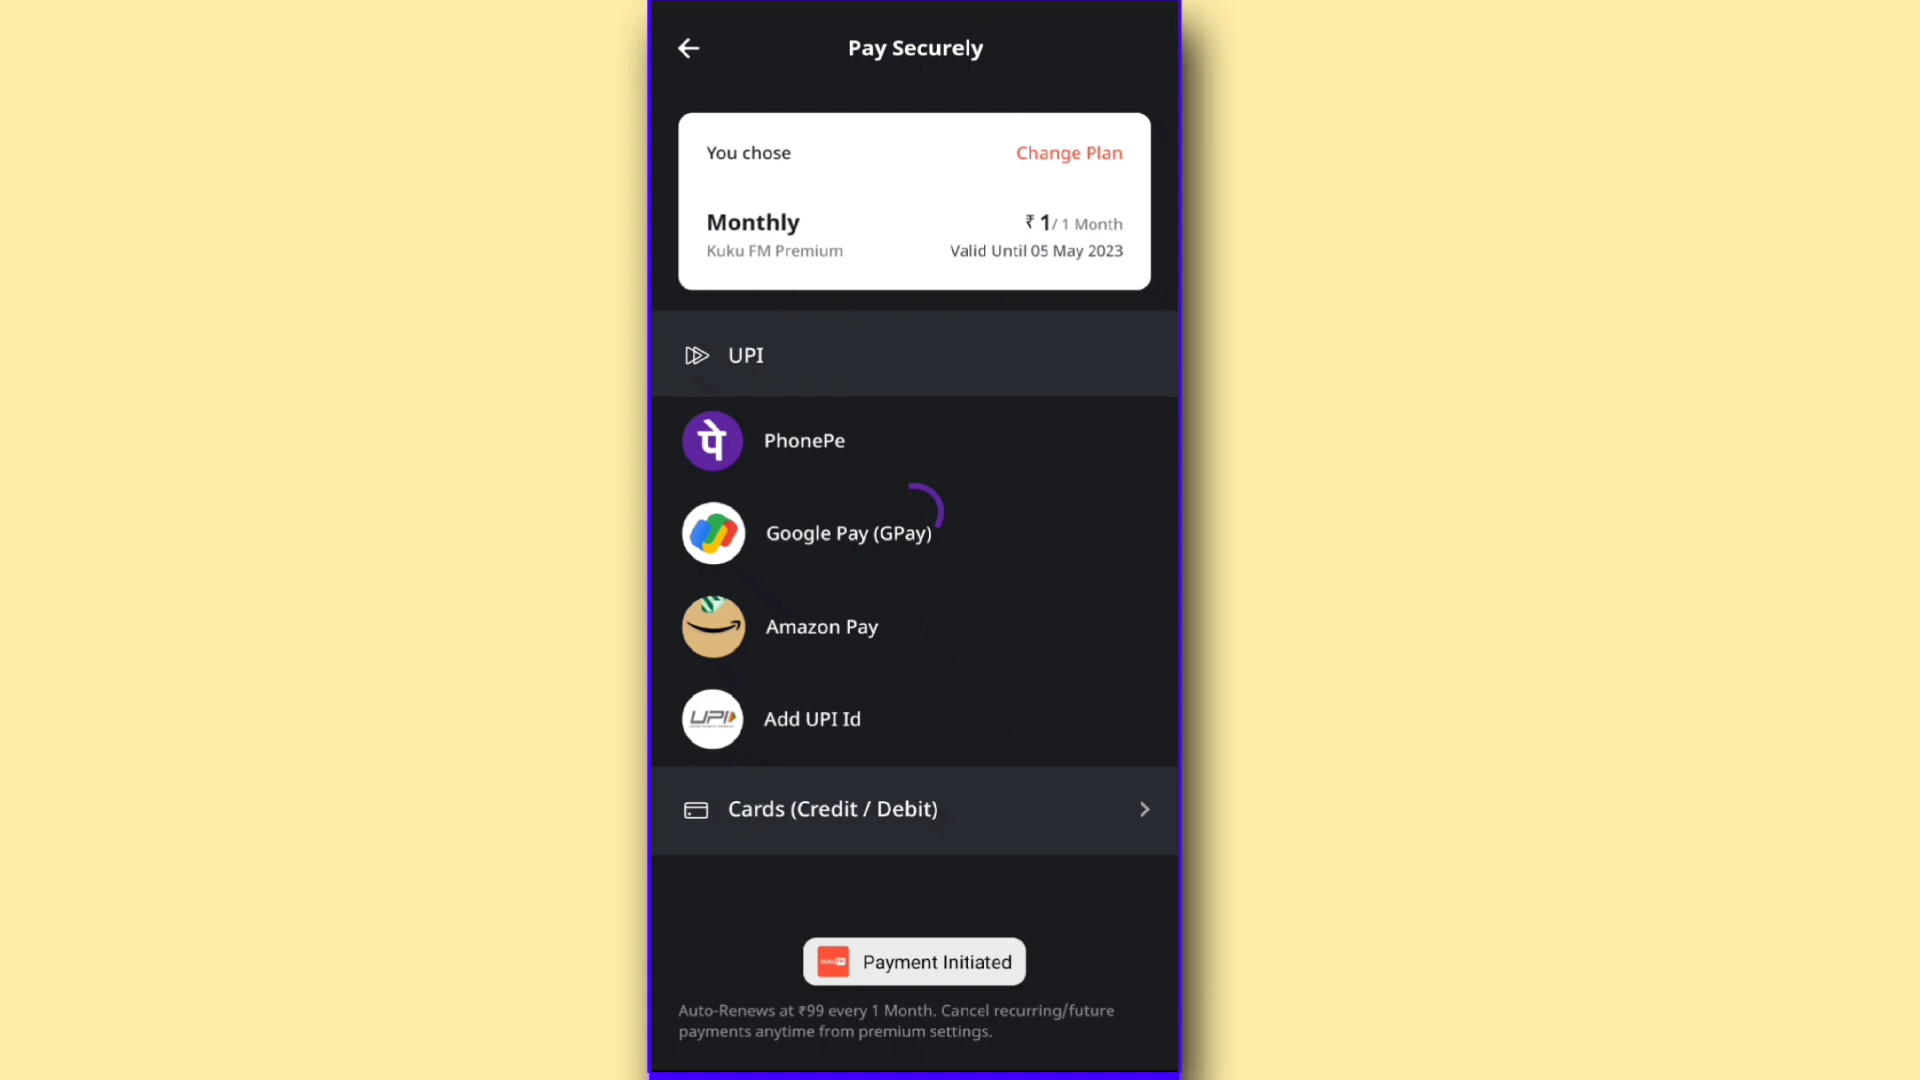 Pay Securely
You chose
Change Plan
Monthly
₹ 1/ 1 Month
Kuku FM Premium
Valid Until 05 May 2023
UPI
पे
PhonePe
Google Pay (GPay)
Amazon Pay
UPI
Add UPI Id
Cards (Credit / Debit)
Payment Initiated
Auto-Renews at ₹99 every 1 Month. Cancel recurring/future
payments anytime from premium settings.